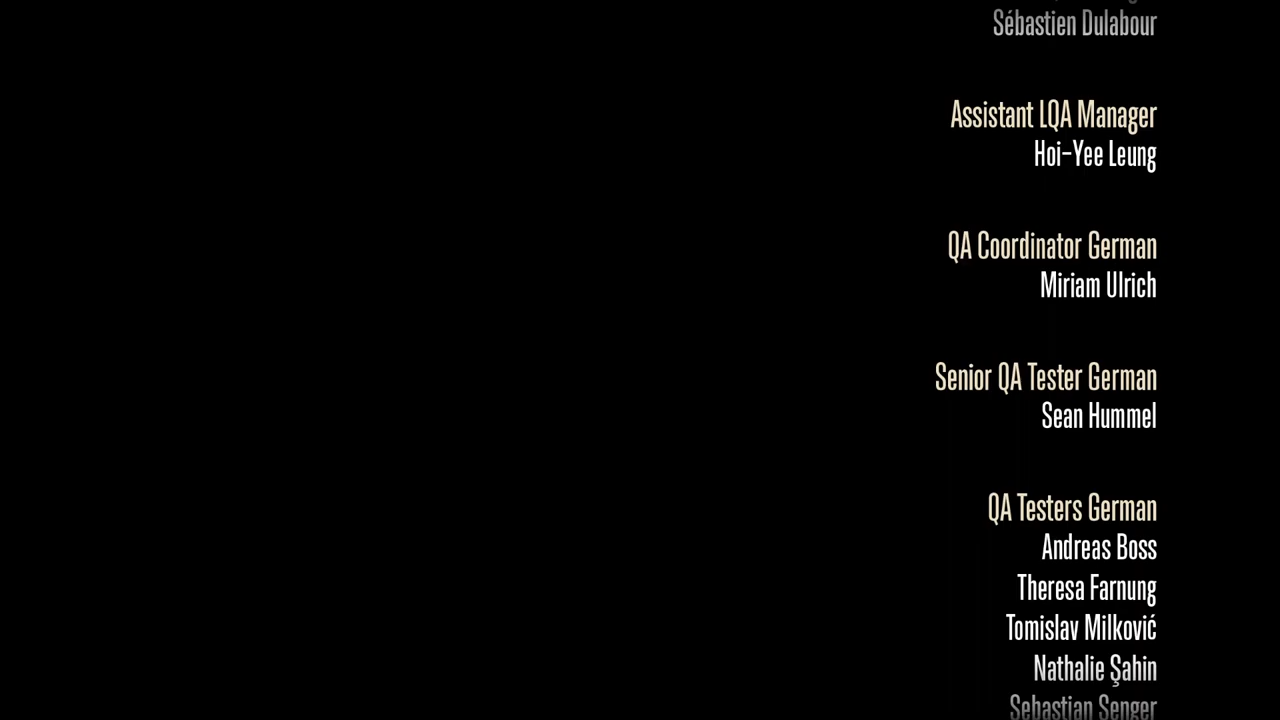 Sébastien Dulabour
Assistant LQA Manager
Hoi-Yee Leung
QA Coordinator German
Miriam Ulrich
Senior QA Tester German
Sean Hummel
QA Testers German
Andreas Boss
Theresa Farnung
Tomislav Milković
Nathalie Şahin
Sebastian Senger